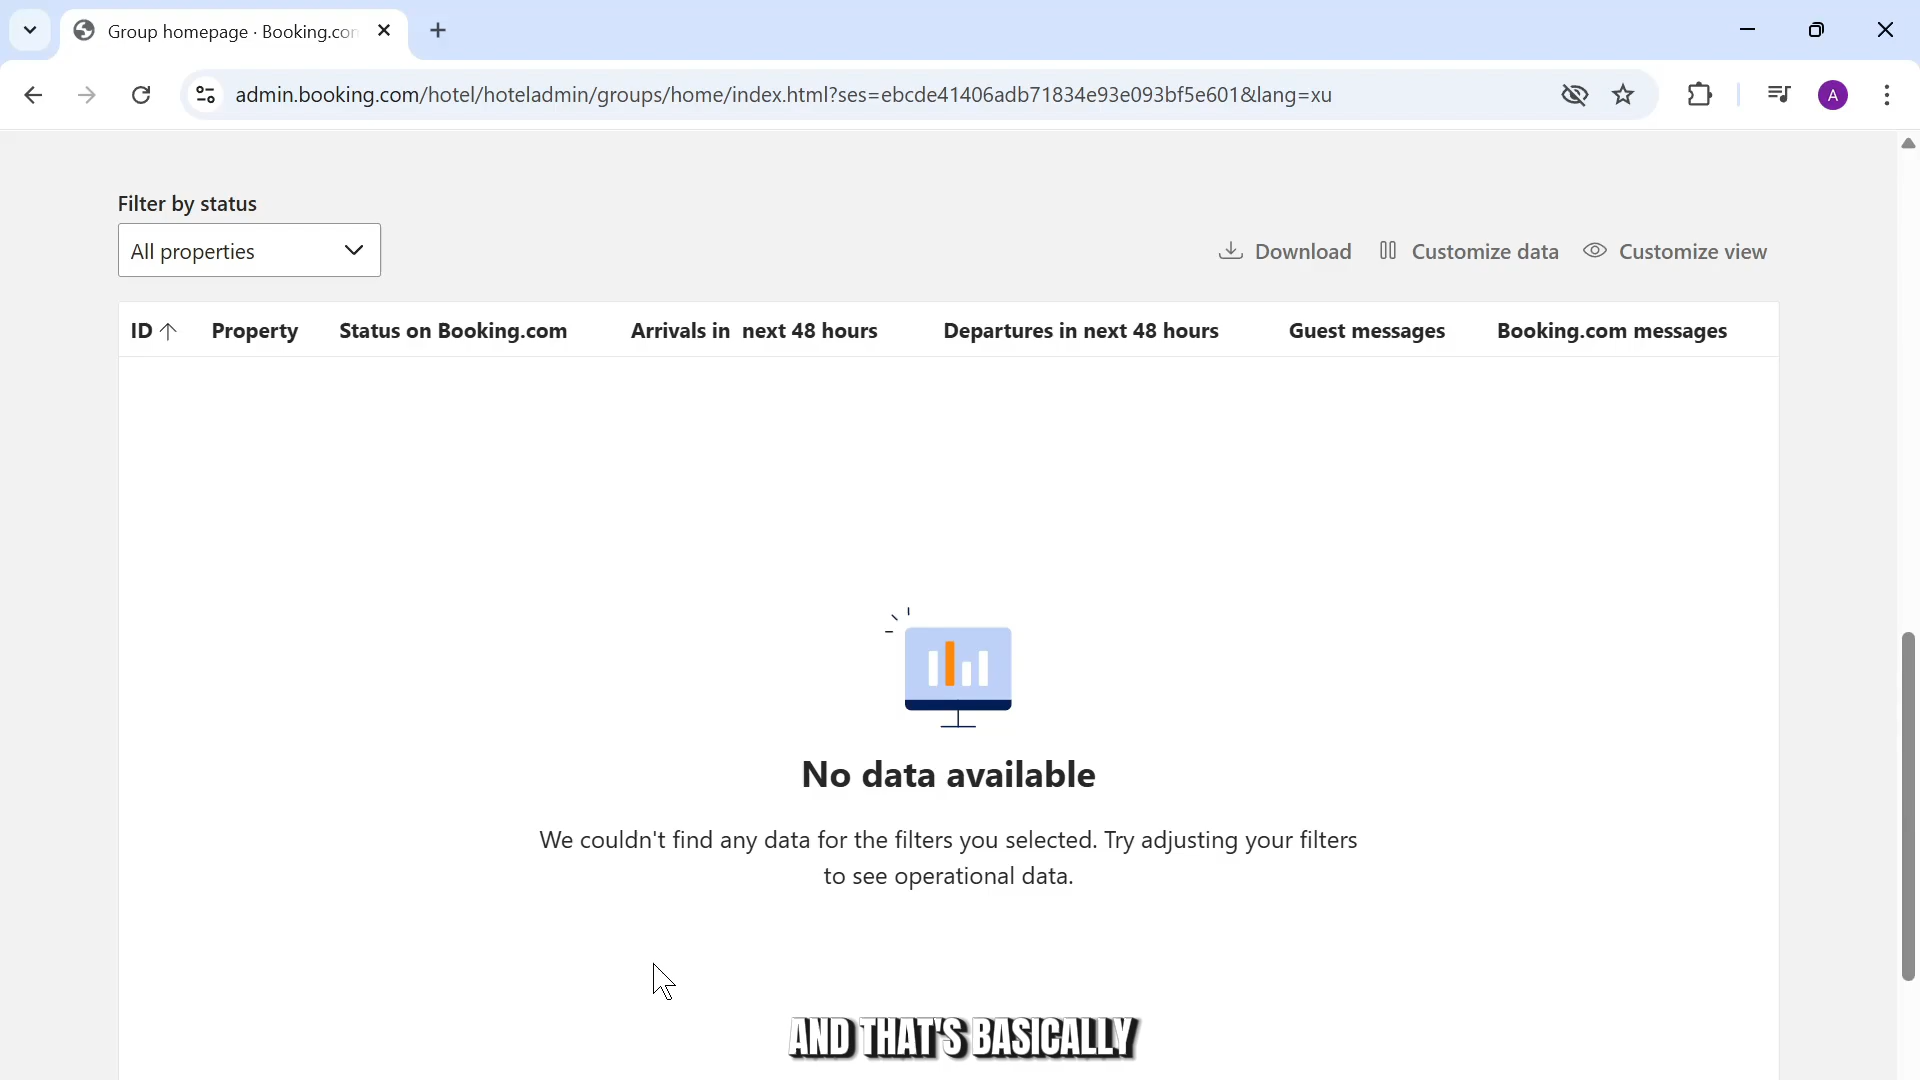 Group homepage · Booking.com
admin.booking.com/hotel/hoteladmin/groups/home/index.html?ses=ebcde41406adb71834e93e093bf5e601&lang=xu
A
Filter by status
All properties
Download
Customize data
Customize view
ID Property Status on Booking.com Arrivals in next 48 hours Departures in next 48 hours Guest messages Booking.com messages
No data available
We couldn't find any data for the filters you selected. Try adjusting your filters
to see operational data.
AND THAT'S BASICALLY